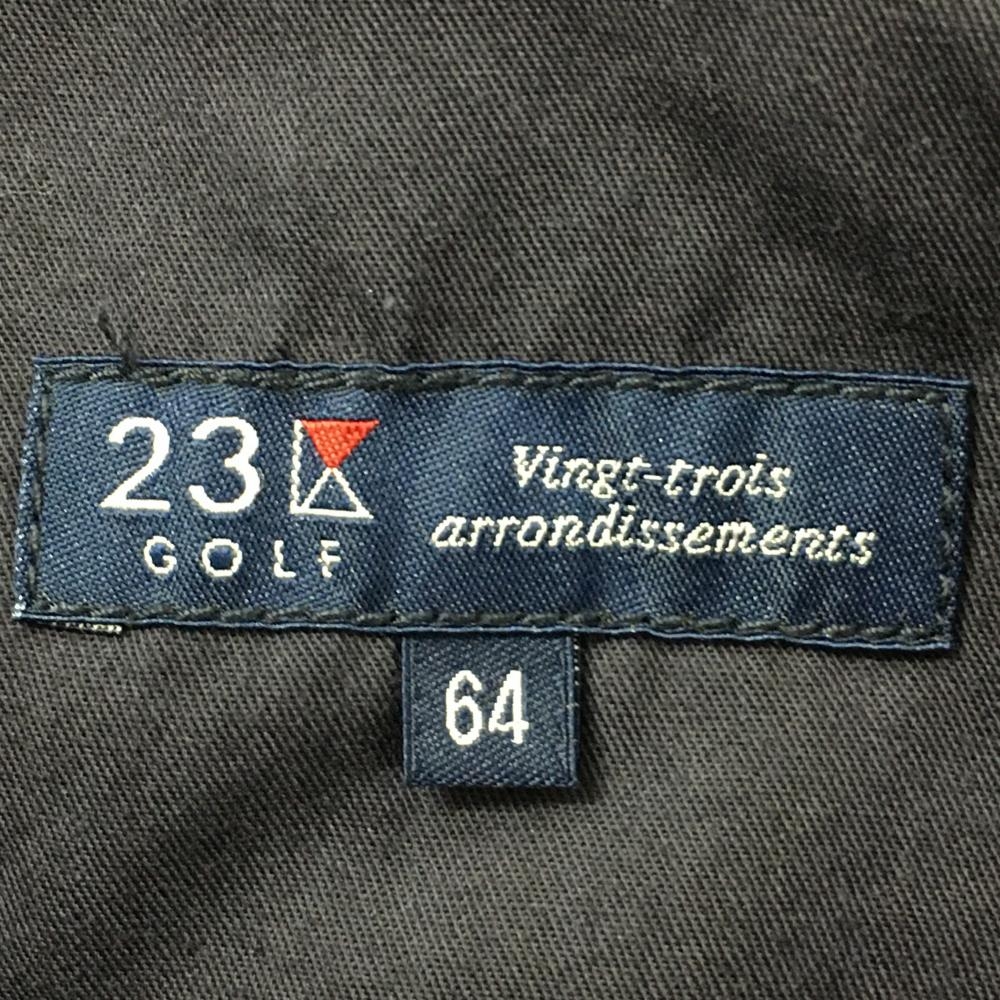 23
GOLF
Vingt-trois
arrondissements
64